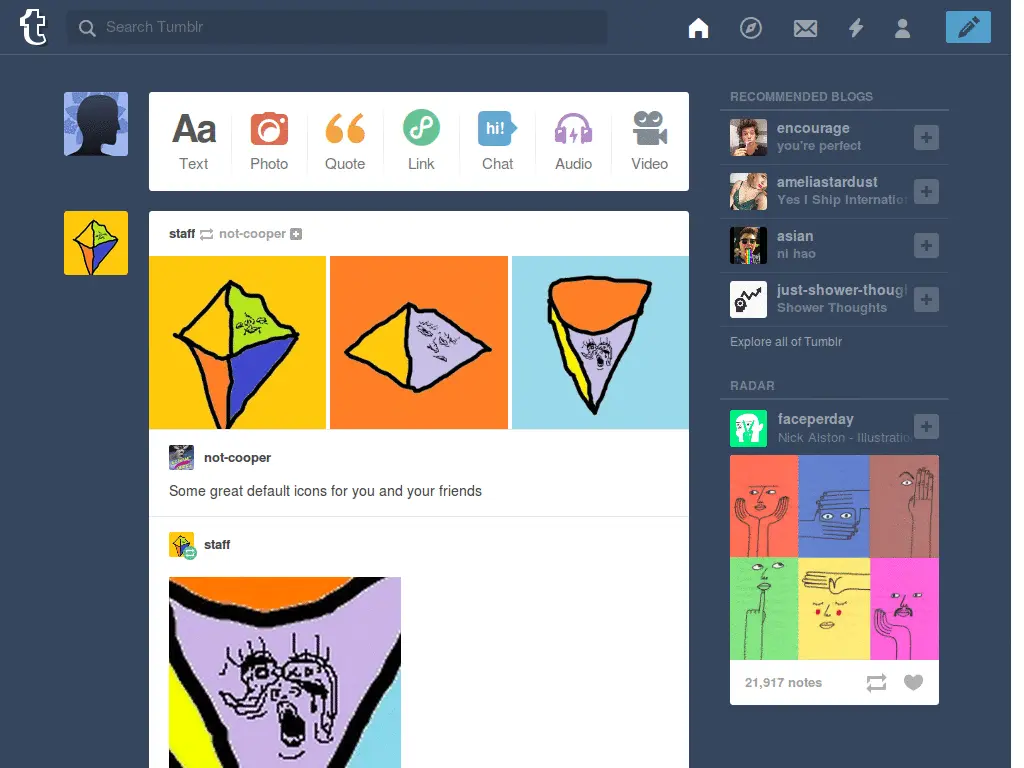 t
Search Tumblr
Aa
Text
Photo
Quote
Link
hi!
Chat
Audio
Video
staff not-cooper
not-cooper
Some great default icons for you and your friends
staff
RECOMMENDED BLOGS
encourage
you're perfect
ameliastardust
Yes I Ship Internatio
asian
ni hao
just-shower-thoug
Shower Thoughts
Explore all of Tumblr
RADAR
faceperday
Nick Alston - Illustratio
21,917 notes